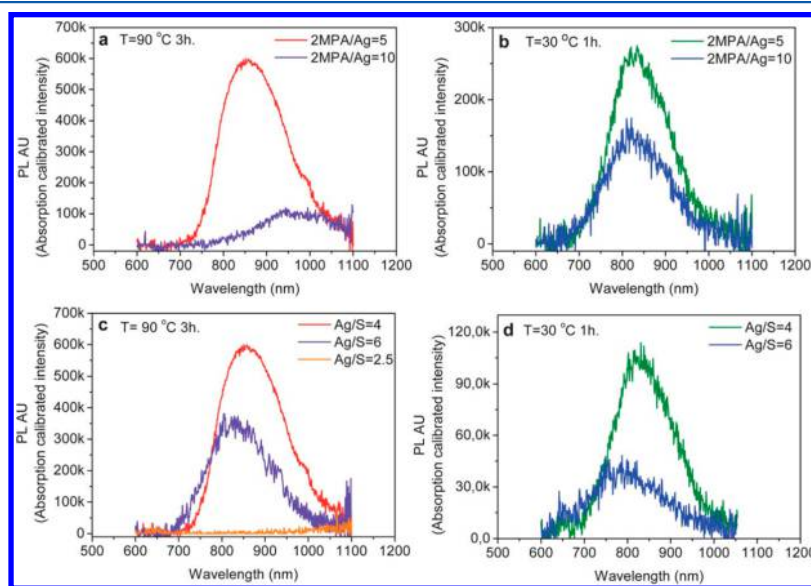 a T=90 °C 3h.
2MPA/Ag=5
2MPA/Ag=10
700k
600k
500k
400k
300k
200k
100k
0
PL AU
(Absorption calibrated intensity)
500 600 700 800 900 1000 1100 1200
Wavelength (nm)
b T=30 °C 1h.
2MPA/Ag=5
2MPA/Ag=10
300k
200k
100k
0
PL AU
(Absorption calibrated intensity)
500 600 700 800 900 1000 1100 1200
Wavelength (nm)
c T= 90 °C 3h.
Ag/S=4
Ag/S=6
Ag/S=2.5
700k
600k
500k
400k
300k
200k
100k
0
PL AU
(Absorption calibrated intensity)
500 600 700 800 900 1000 1100 1200
Wavelength (nm)
d T=30 °C 1h.
Ag/S=4
Ag/S=6
120,0k
90,0k
60,0k
30,0k
0,0
PL AU
(Absorption calibrated intensity)
500 600 700 800 900 1000 1100 1200
Wavelength (nm)